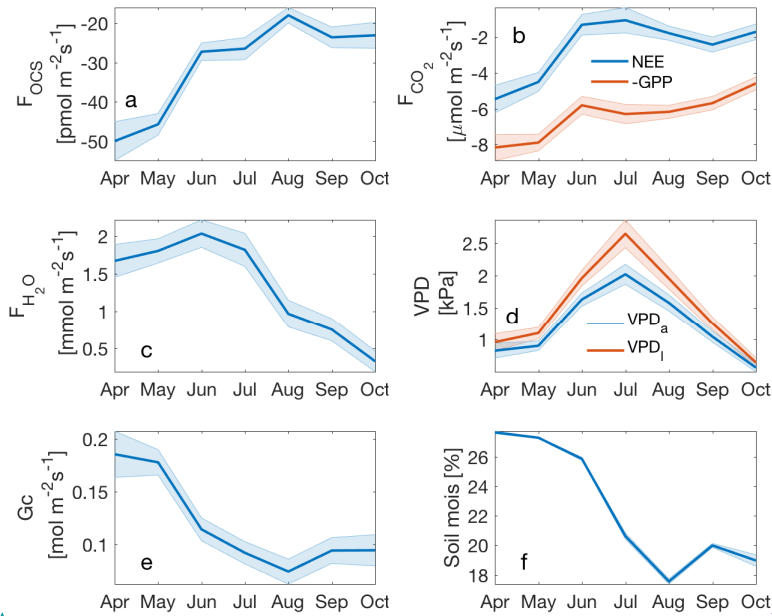 F_OCS
[pmol m^-2 s^-1]
-20
-30
-40
-50
a
Apr May Jun Jul Aug Sep Oct
F_CO_2
[μmol m^-2 s^-1]
-2
-4
-6
-8
b
NEE
-GPP
Apr May Jun Jul Aug Sep Oct
F_H_2O
[mmol m^-2 s^-1]
2
1.5
1
0.5
c
Apr May Jun Jul Aug Sep Oct
VPD
[kPa]
2.5
2
1.5
1
d
VPD_a
VPD_l
Apr May Jun Jul Aug Sep Oct
Gc
[mol m^-2 s^-1]
0.2
0.15
0.1
e
Apr May Jun Jul Aug Sep Oct
Soil mois [%]
26
24
22
20
18
f
Apr May Jun Jul Aug Sep Oct